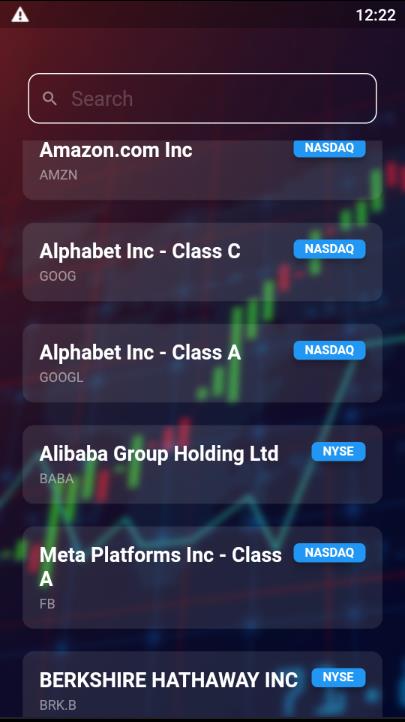 12:22
Search
Amazon.com Inc
NASDAQ
AMZN
Alphabet Inc - Class C
NASDAQ
GOOG
Alphabet Inc - Class A
NASDAQ
GOOGL
Alibaba Group Holding Ltd
NYSE
BABA
Meta Platforms Inc - Class
A
NASDAQ
FB
BERKSHIRE HATHAWAY INC
NYSE
BRK.B